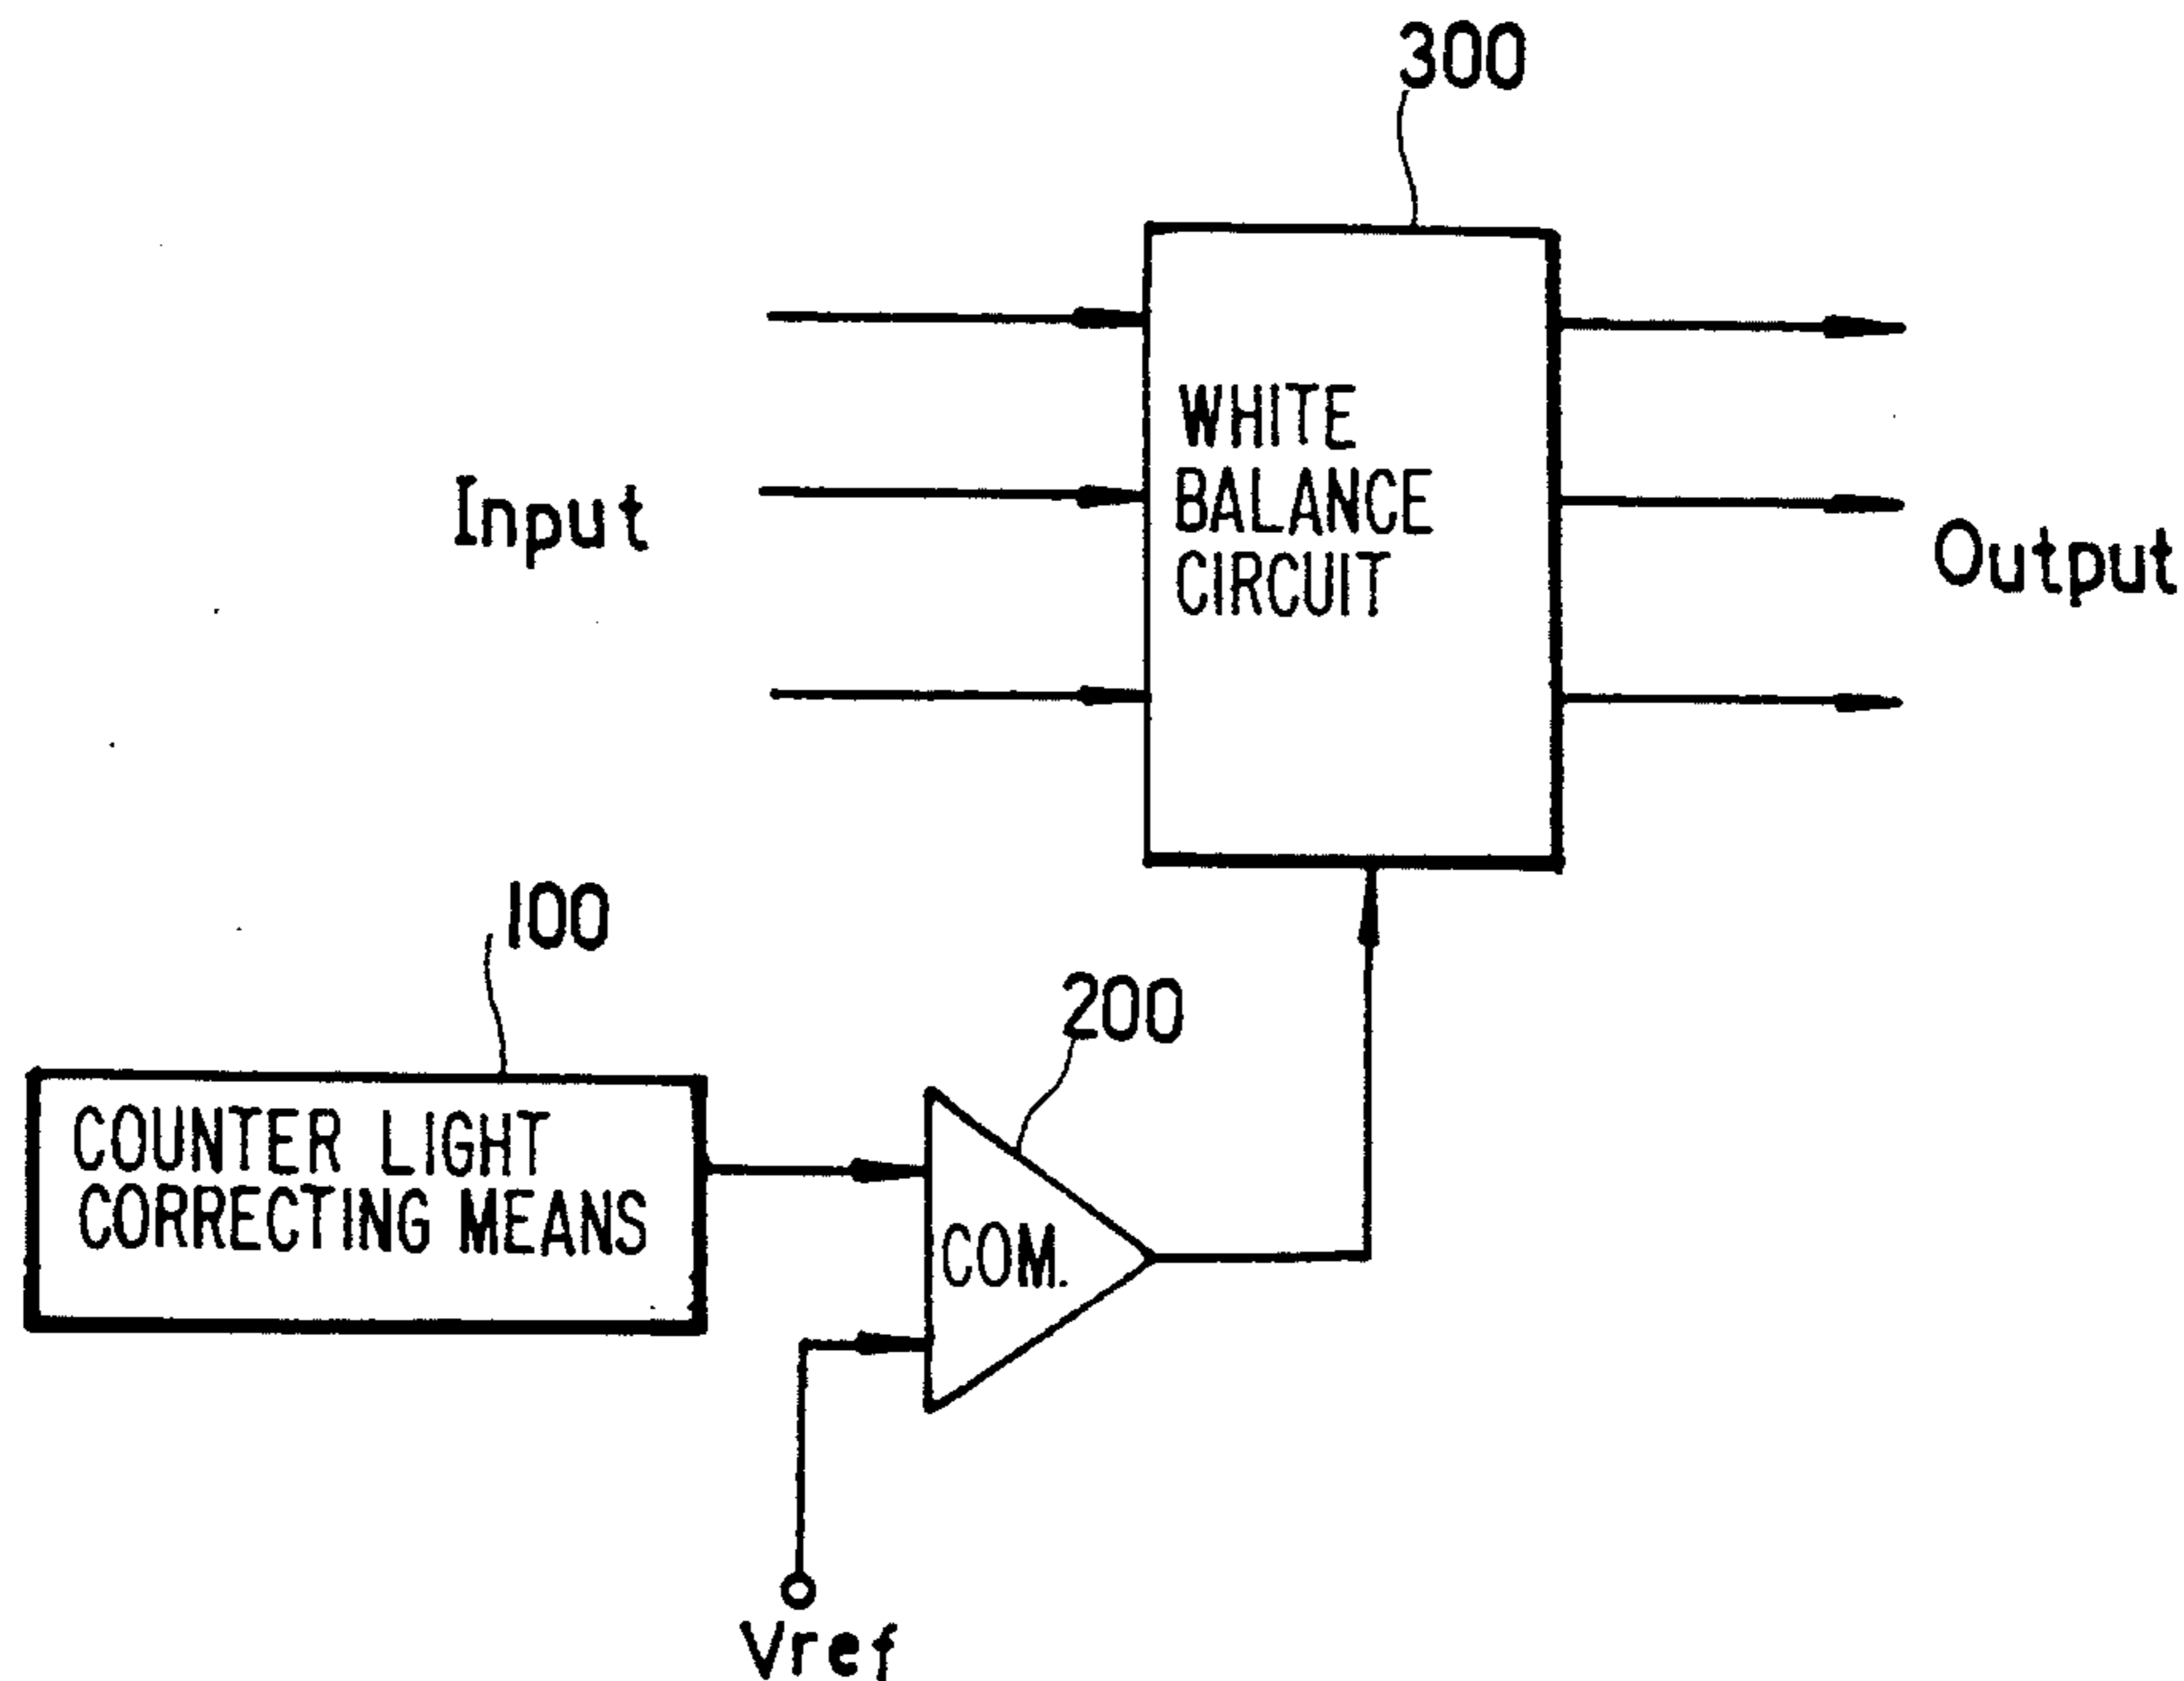 300
WHITE
BALANCE
CIRCUIT
Input
Output
100
200
COUNTER LIGHT
CORRECTING MEANS
COM.
Vref